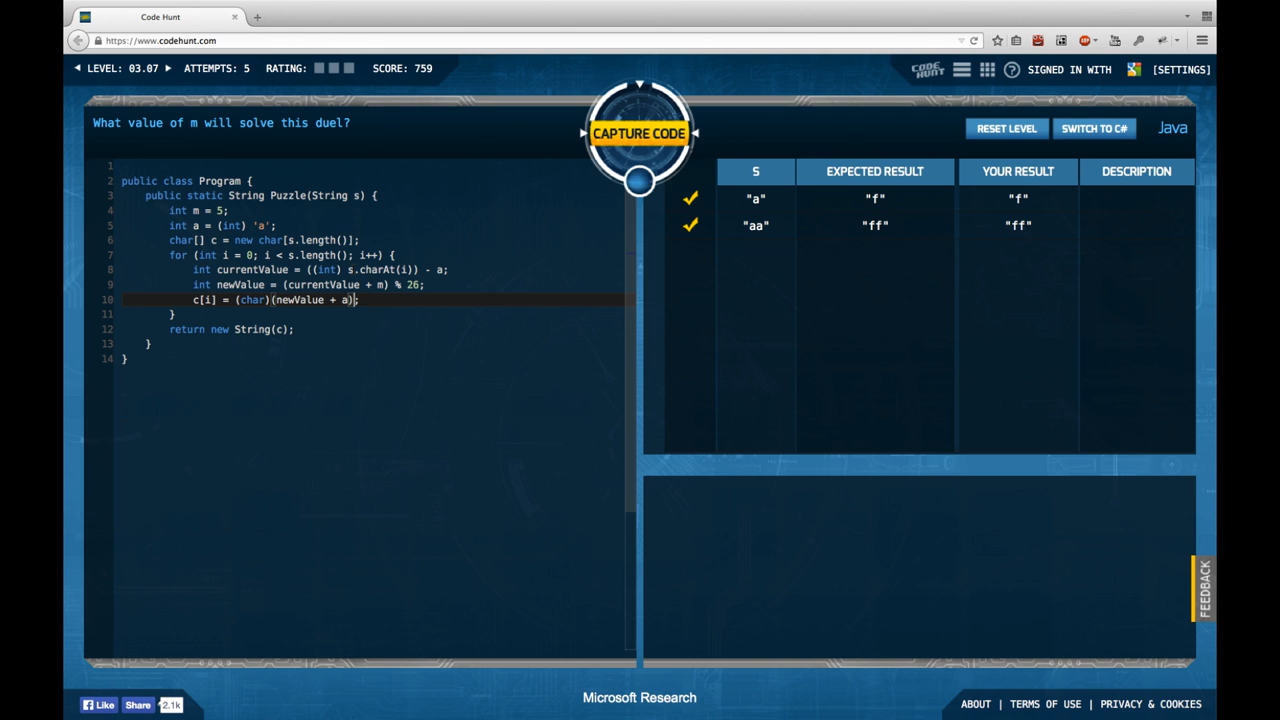 Code Hunt
https://www.codehunt.com
LEVEL: 03.07
ATTEMPTS: 5
RATING:
SCORE: 759
CODE HUNT
SIGNED IN WITH
[SETTINGS]
What value of m will solve this duel?
CAPTURE CODE
RESET LEVEL
SWITCH TO C#
Java
1
2 public class Program {
3 public static String Puzzle(String s) {
4 int m = 5;
5 int a = (int) 'a';
6 char[] c = new char[s.length()];
7 for (int i = 0; i < s.length(); i++) {
8 int currentValue = ((int) s.charAt(i)) - a;
9 int newValue = (currentValue + m) % 26;
10 c[i] = (char)(newValue + a);
11 }
12 return new String(c);
13 }
14 }
S EXPECTED RESULT YOUR RESULT DESCRIPTION
"a" "f" "f"
"aa" "ff" "ff"
FEEDBACK
Like Share 2.1k
Microsoft Research
ABOUT | TERMS OF USE | PRIVACY & COOKIES